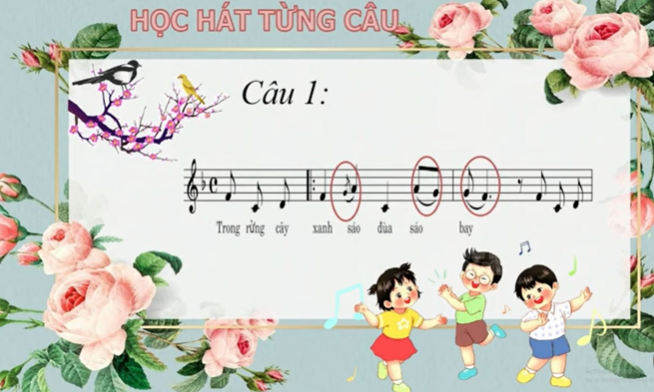 HỌC HÁT TỪNG CÂU
Câu 1:
Trong rừng cây xanh sáo đùa sáo bay